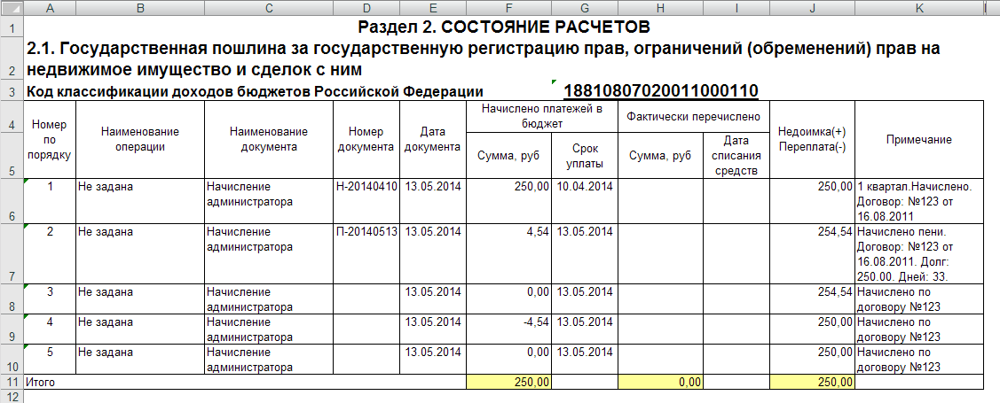 A B C D E F G H I J K
1 Раздел 2. СОСТОЯНИЕ РАСЧЕТОВ
2.1. Государственная пошлина за государственную регистрацию прав, ограничений (обременений) прав на
2 недвижимое имущество и сделок с ним
3 Код классификации доходов бюджетов Российской Федерации 18810807020011000110
4
5
Номер
по
порядку
Наименование
операции
Наименование
документа
Номер
документа
Дата
документа
Начислено платежей в
бюджет
Сумма, руб
Срок
уплаты
Фактически перечислено
Сумма, руб
Дата
списания
средств
Недоимка(+)
Переплата(-)
Примечание
6
1 Не задана Начисление Н-20140410 13.05.2014 250,00 10.04.2014 250,00 1 квартал.Начислено.
администратора Договор: №123 от
16.08.2011
7
2 Не задана Начисление П-20140513 13.05.2014 4,54 13.05.2014 254,54 Начислено пени.
администратора Договор: №123 от
16.08.2011. Долг:
250.00. Дней: 33.
8
3 Не задана Начисление 13.05.2014 0,00 13.05.2014 254,54 Начислено по
администратора договору №123
9
4 Не задана Начисление 13.05.2014 -4,54 13.05.2014 250,00 Начислено по
администратора договору №123
10
5 Не задана Начисление 13.05.2014 0,00 13.05.2014 250,00 Начислено по
администратора договору №123
11 Итого 250,00 0,00 250,00
12